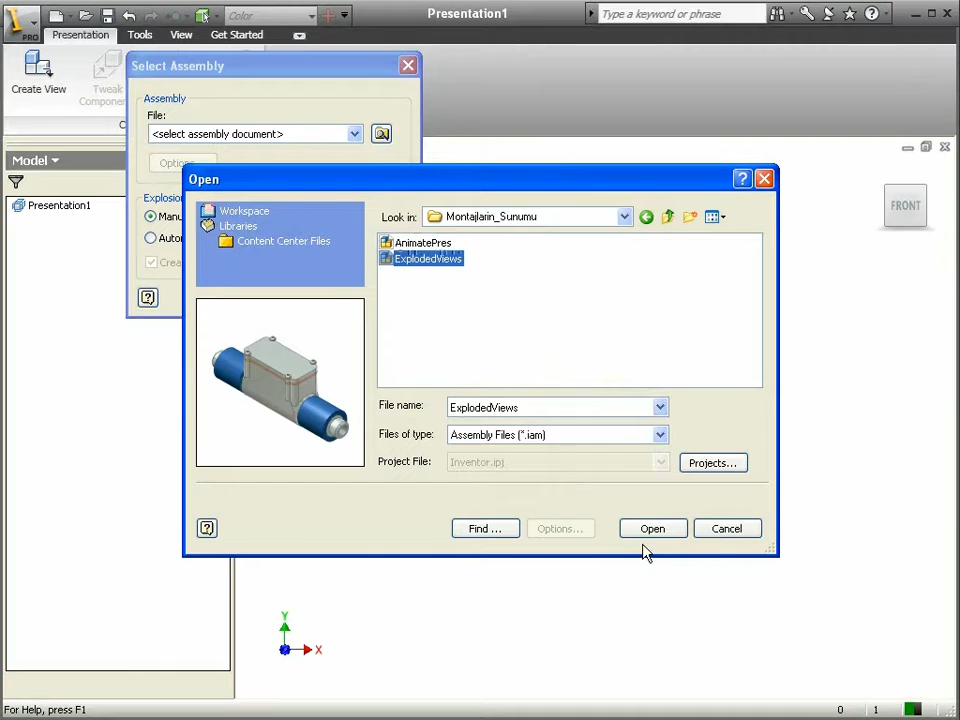 Color
Presentation1
Type a keyword or phrase
PRO
Presentation
Tools
View
Get Started
Create View
Tweak
Compone
Select Assembly
Assembly
File:
<select assembly document>
Options
Explosion
Manu
Autor
Crea
Model
Presentation1
Open
Workspace
Libraries
Content Center Files
Look in:
Montajlarin_Sunumu
AnimatePres
ExplodedViews
File name:
ExplodedViews
Files of type:
Assembly Files (*.iam)
Project File:
Inventor.ipj
Projects...
Find ...
Options...
Open
Cancel
FRONT
Y
X
For Help, press F1
0
1